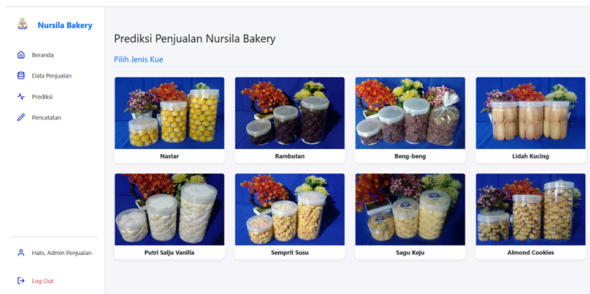 Nursila Bakery
Beranda
Data Penjualan
Prediksi
Pencatatan
Halo, Admin Penjualan
Log Out
Prediksi Penjualan Nursila Bakery
Pilih Jenis Kue
Nastar
Rambutan
Beng-beng
Lidah Kucing
Putri Salju Vanilla
Semprit Susu
Sagu Keju
Almond Cookies